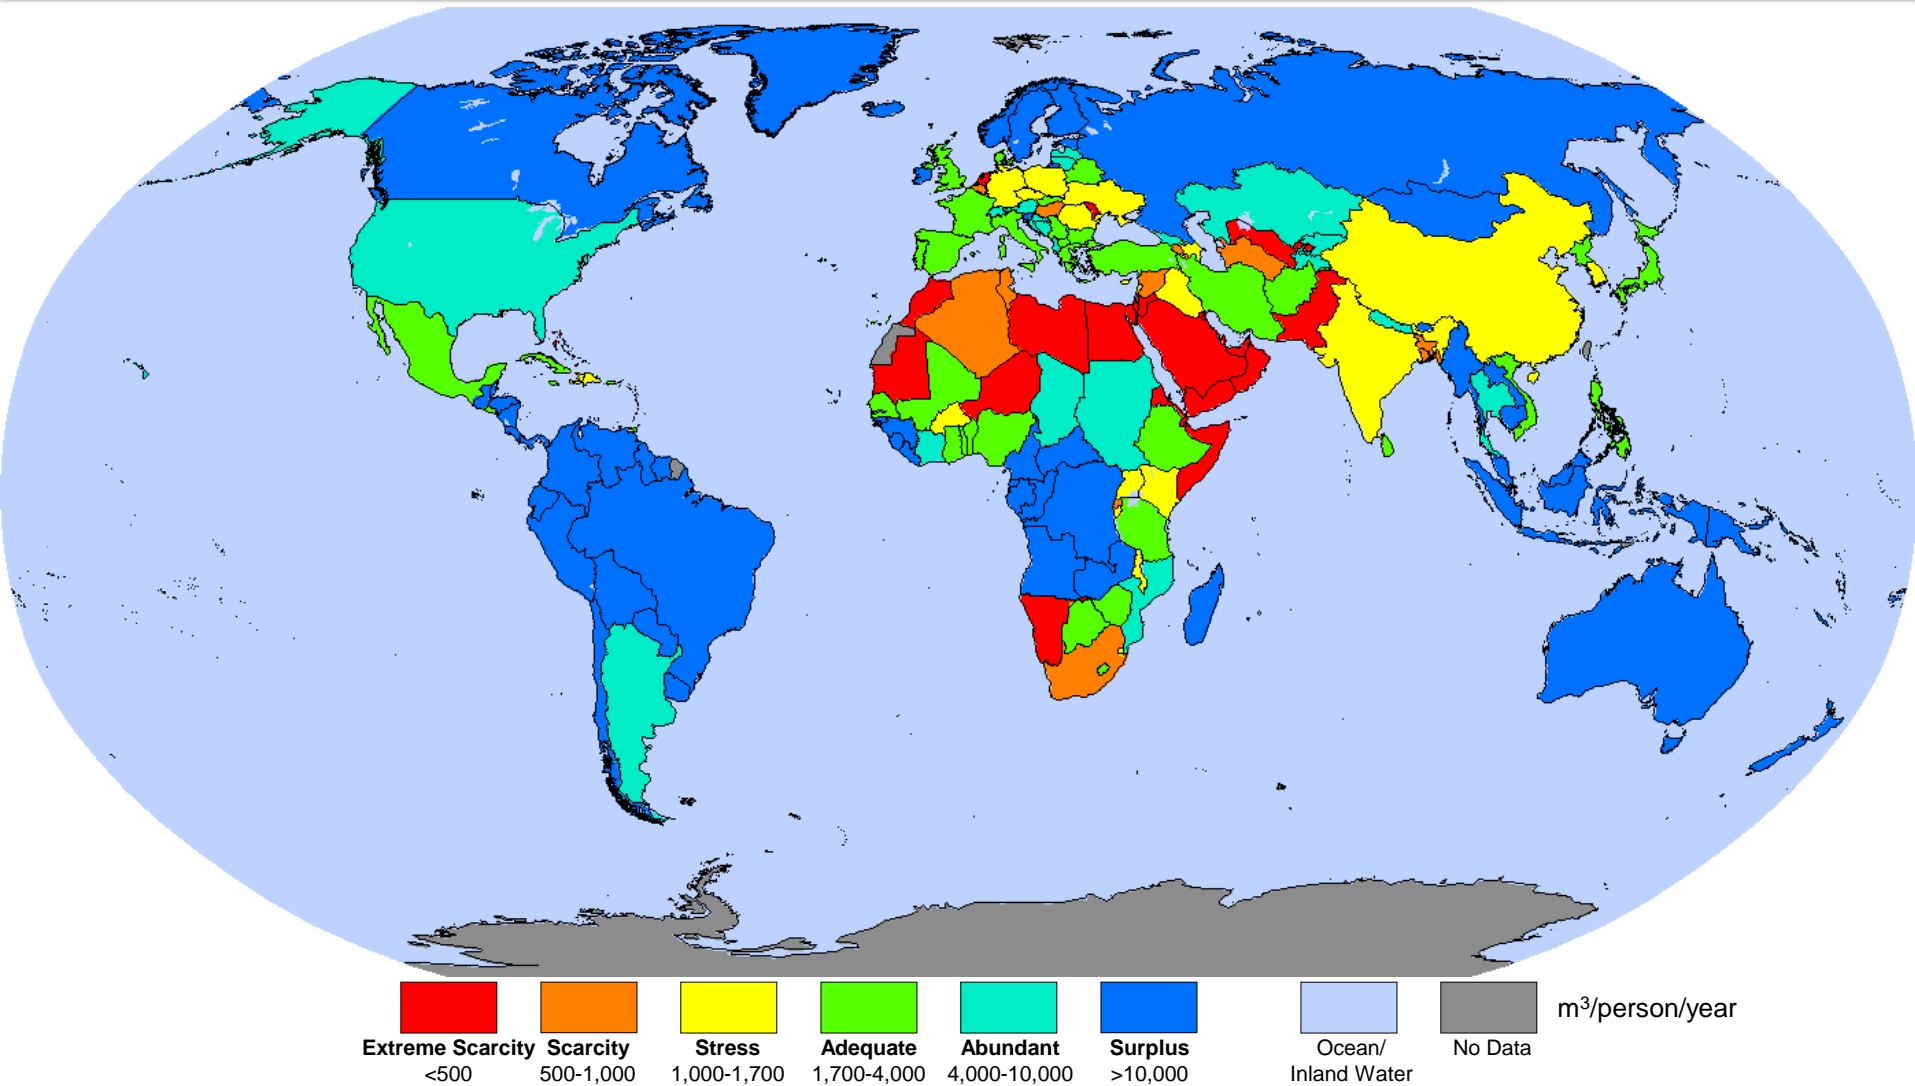 m³/person/year
Extreme Scarcity Scarcity Stress Adequate Abundant Surplus Ocean/ No Data
<500 500-1,000 1,000-1,700 1,700-4,000 4,000-10,000 >10,000 Inland Water